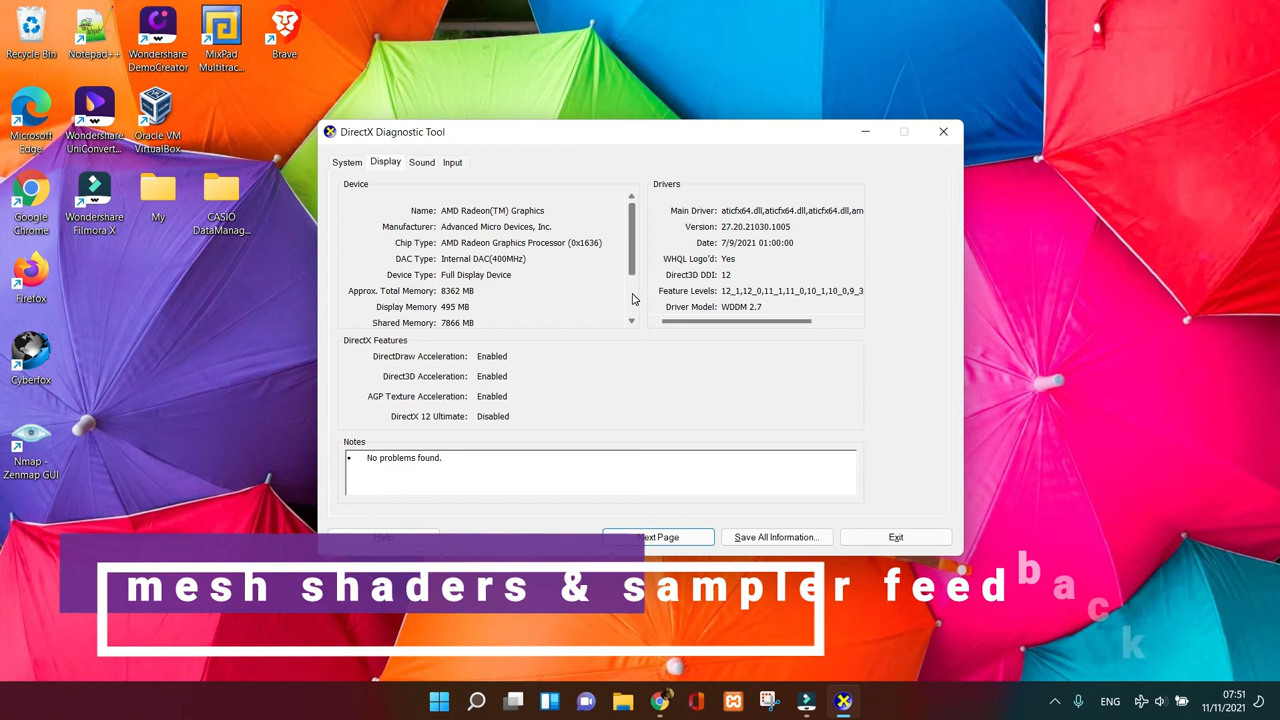 Recycle Bin
Notepad++
Wondershare
DemoCreator
MixPad
Multitrac...
Brave
Microsoft
Edge
Wondershare
UniConvert...
Oracle VM
VirtualBox
Google
Chrome
Wondershare
Filmora X
My
CASIO
DataManag...
Firefox
Cyberfox
Nmap -
Zenmap GUI
DirectX Diagnostic Tool
System Display Sound Input
Device
Name: AMD Radeon(TM) Graphics
Manufacturer: Advanced Micro Devices, Inc.
Chip Type: AMD Radeon Graphics Processor (0x1636)
DAC Type: Internal DAC(400MHz)
Device Type: Full Display Device
Approx. Total Memory: 8362 MB
Display Memory 495 MB
Shared Memory: 7866 MB
Drivers
Main Driver: aticfx64.dll,aticfx64.dll,aticfx64.dll,am
Version: 27.20.21030.1005
Date: 7/9/2021 01:00:00
WHQL Logo'd: Yes
Direct3D DDI: 12
Feature Levels: 12_1,12_0,11_1,11_0,10_1,10_0,9_3
Driver Model: WDDM 2.7
DirectX Features
DirectDraw Acceleration: Enabled
Direct3D Acceleration: Enabled
AGP Texture Acceleration: Enabled
DirectX 12 Ultimate: Disabled
Notes
No problems found.
Help Next Page Save All Information... Exit
mesh shaders & sampler feedback
ENG
07:51
11/11/2021